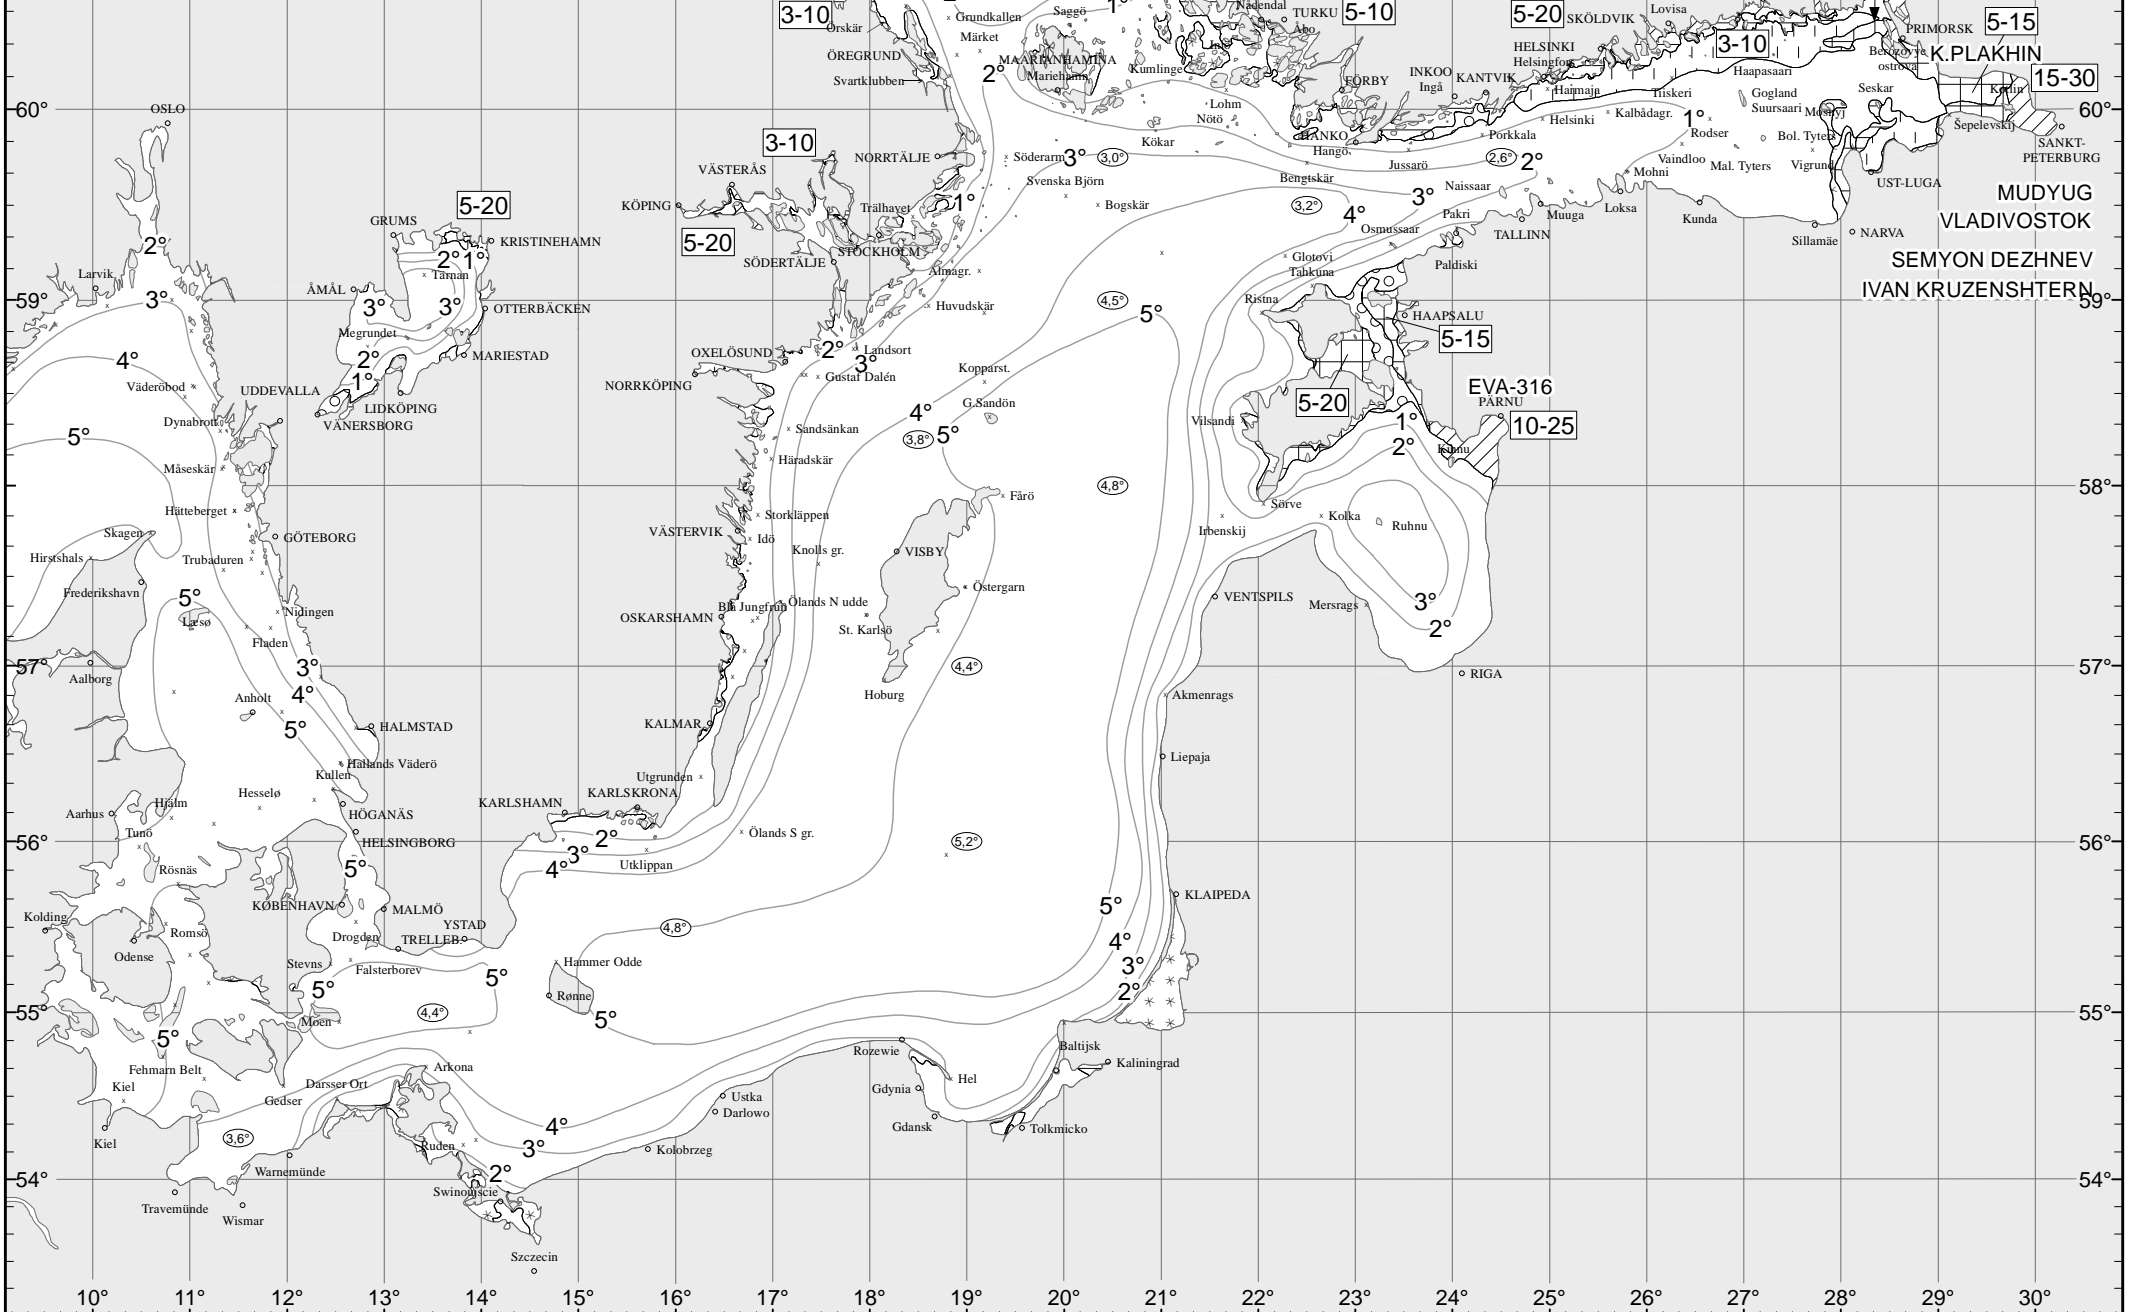 3-10
Örskär
Grundkallen
Saggö
1°
Nådendal
TURKU
Åbo
5-10
5-20
SKÖLDVIK
Lovisa
PRIMORSK
5-15
ÖREGRUND
Märket
MAARIANHAMINA
Mariehamn
HELSINKI
Helsingfors
3-10
Berozovye
ostrova
K.PLAKHIN
Svartklubben
2°
Kumlinge
FÖRBY
INKOO
Ingå
KANTVIK
Haapasaari
15-30
60°
OSLO
Lohm
Nötö
Harmaja
Tiskeri
Gogland
Suursaari
Seskar
Moshyj
60°
3-10
NORRTÄLJE
Söderarm
3°
3,0°
Kökar
HANKO
Hangö
Jussarö
Porkkala
Helsinki
Kalbådagr.
1°
Rodser
Bol. Tyters
Šepelevskij
SANKT-
PETERBURG
2,6°
2°
Vaindloo
Mal. Tyters
Vigrund
VÄSTERÅS
Svenska Björn
Bengtskär
Naissaar
Mohni
UST-LUGA
KÖPING
5-20
Trälhavet
1°
Bogskär
3,2°
4°
3°
Pakri
Muuga
Loksa
Kunda
MUDYUG
VLADIVOSTOK
5-20
GRUMS
KRISTINEHAMN
STOCKHOLM
SÖDERTÄLJE
Almagr.
Osmussaar
TALLINN
Sillamäe
NARVA
2°
2°
1°
Tärnan
Glotovi
Tahkuna
Paldiski
SEMYON DEZHNEV
Larvik
ÅMÅL
IVAN KRUZENSHTERN
59°
3°
3°
3°
OTTERBÄCKEN
Huvudskär
4,5°
5°
Ristna
HAAPSALU
5-15
59°
Megrundet
MARIESTAD
OXELÖSUND
2°
Landsort
3°
4°
2°
Väderöbod
UDDEVALLA
1°
LIDKÖPING
VÄNERSBORG
NORRKÖPING
Gustaf Dalén
Kopparst.
G.Sandön
5-20
EVA-316
PÄRNU
10-25
Dynabrott
4°
3,8°
5°
Vilsandi
1°
2°
Kihnu
5°
Sandsänkan
Måseskär
Häradskär
4,8°
58°
Fårö
Hätteberget
Storkläppen
Sörve
Irbenskij
Kolka
Ruhnu
Skagen
Hirtshals
GÖTEBORG
Trubaduren
VÄSTERVIK
Idö
Knolls gr.
VISBY
Frederikshavn
5°
Læsø
Nidingen
Blå Jungfrun
Ölands N udde
Östergarn
VENTSPILS
Mersrags
3°
2°
Fladen
OSKARSHAMN
St. Karlsö
57°
Aalborg
3°
4,4°
Hoburg
RIGA
57°
Anholt
4°
5°
HALMSTAD
KALMAR
Akmenrags
Hallands Väderö
Kullen
Utgrunden
Liepaja
Hesselø
Hjälm
Aarhus
HÖGANÄS
KARLSHAMN
KARLSKRONA
Tunö
56°
HELSINGBORG
2°
3°
4°
Ölands S gr.
Utklippan
5,2°
56°
Rösnäs
5°
KØBENHAVN
MALMÖ
5°
KLAIPEDA
Kolding
Romsö
Odense
YSTAD
TRELLEB.
Drogden
4,8°
4°
Stevns
Falsterborev
Hammer Odde
3°
5°
5°
Rønne
2°
55°
Moen
4,4°
5°
55°
5°
Baltijsk
Kaliningrad
Fehmarn Belt
Kiel
Darsser Ort
Arkona
Rozewie
Hel
Gedser
Ustka
Darlowo
Gdynia
Gdansk
Kiel
3,6°
4°
3°
Ruden
Kolobrzeg
Tolkmicko
Warnemünde
54°
2°
Swinoujscie
54°
Travemünde
Wismar
Szczecin
10° 11° 12° 13° 14° 15° 16° 17° 18° 19° 20° 21° 22° 23° 24° 25° 26° 27° 28° 29° 30°